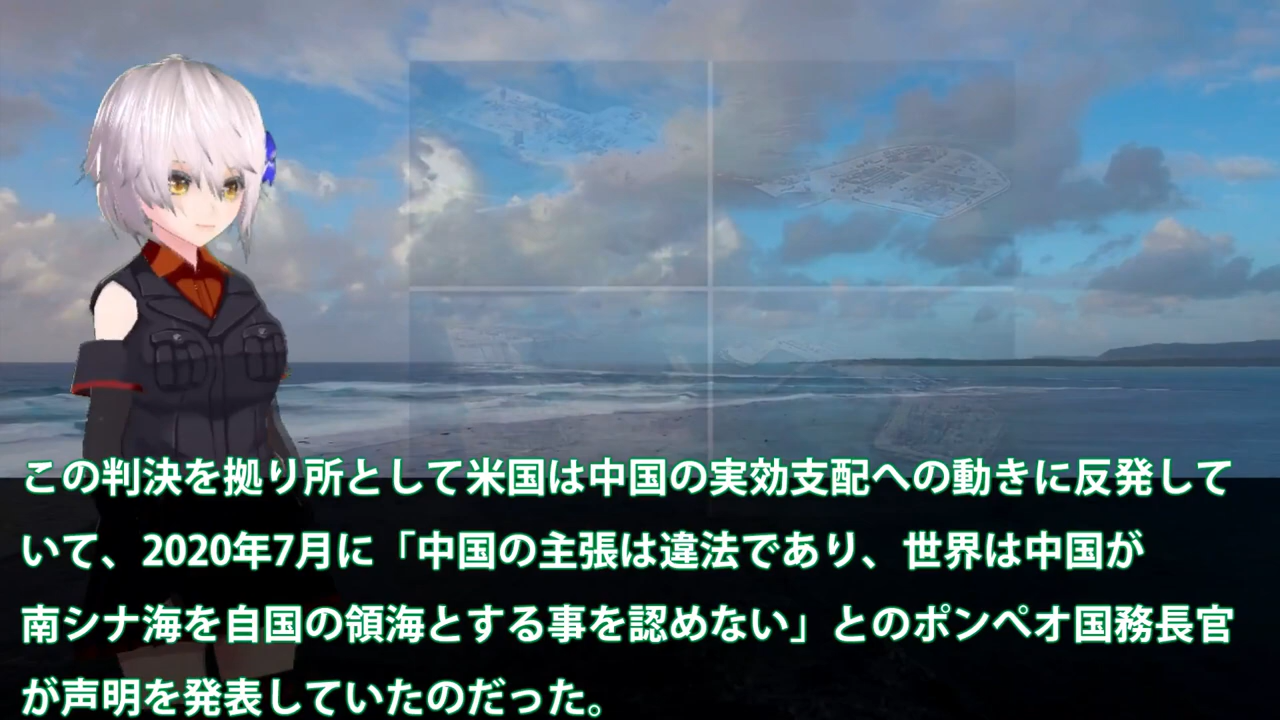 この判決を拠り所として米国は中国の実効支配への動きに反発して
いて、2020年7月に「中国の主張は違法であり、世界は中国が
南シナ海を自国の領海とする事を認めない」とのポンペオ国務長官
が声明を発表していたのだった。